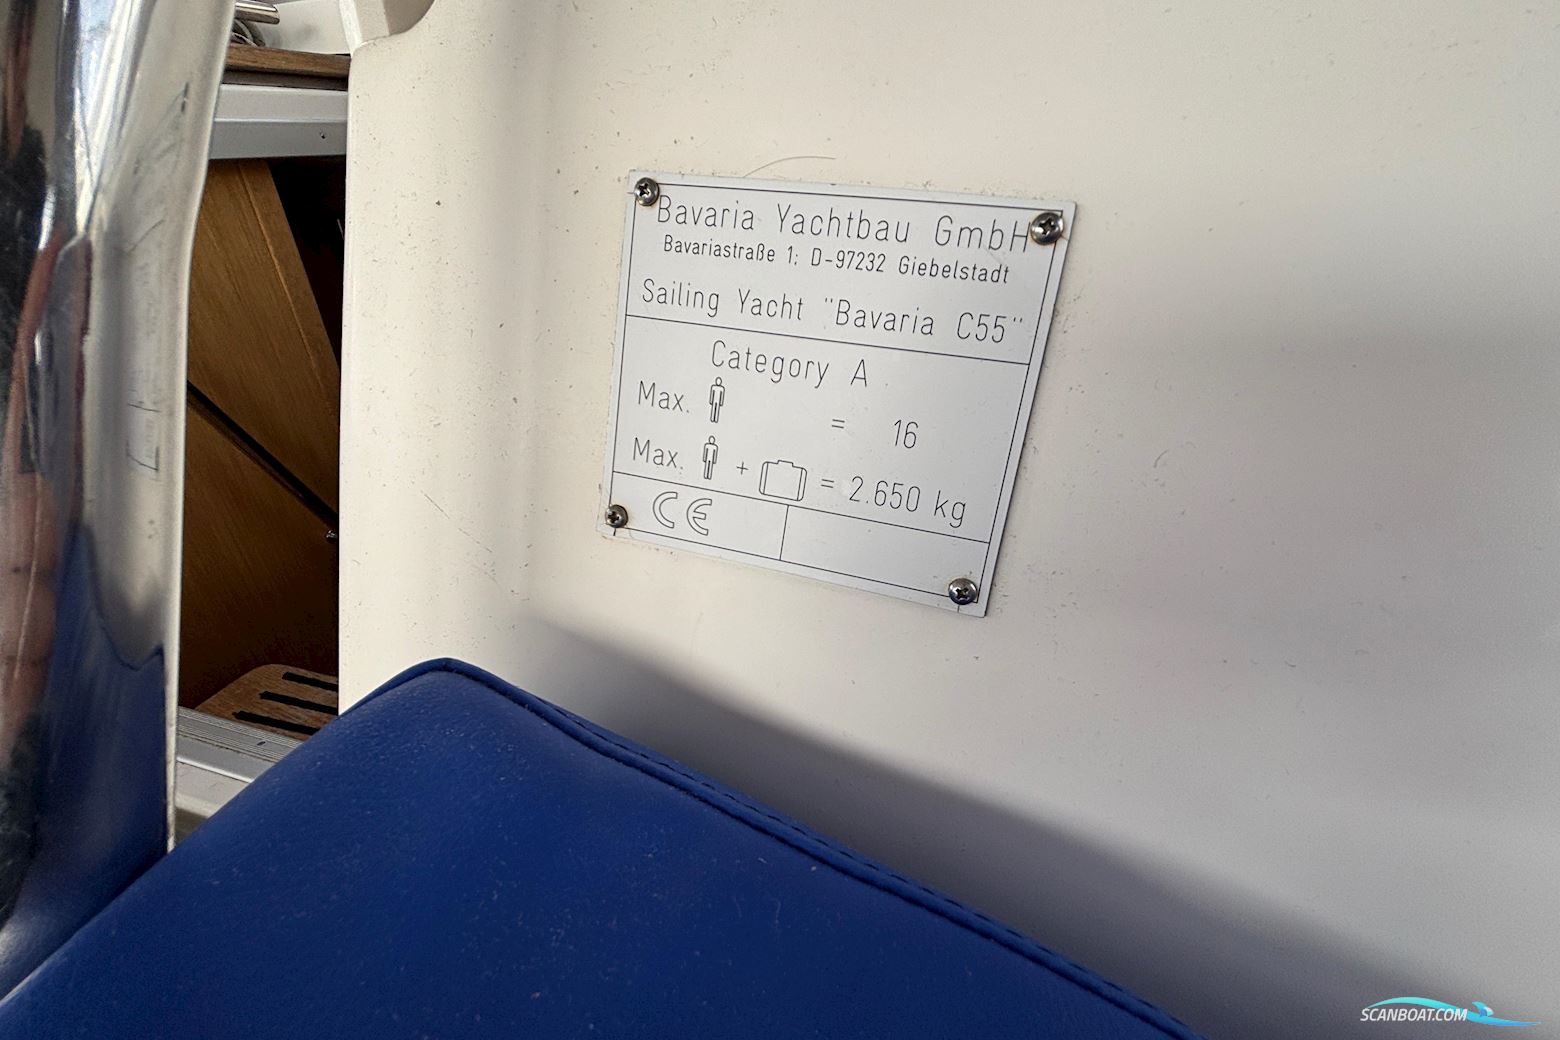 Bavaria Yachtbau GmbH
Bavariastraße 1; D-97232 Giebelstadt
Sailing Yacht "Bavaria C55"
Category A
Max. = 16
Max. + = 2.650 kg
CE
SCANBOAT.COM